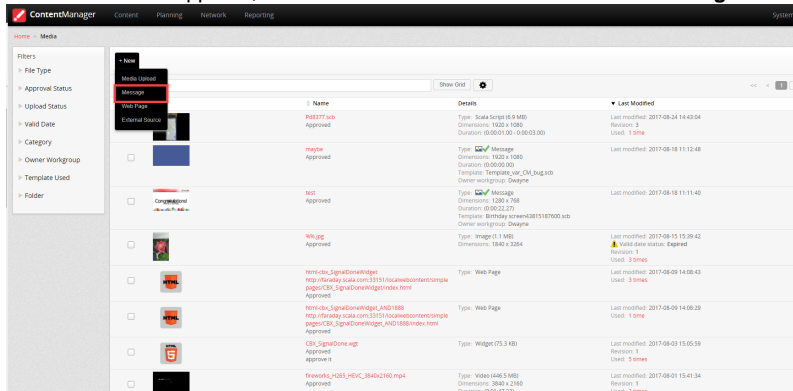 ContentManager Content Planning Network Reporting System
Home > Media
Filters
File Type
Approval Status
Upload Status
Valid Date
Category
Owner Workgroup
Template Used
Folder
+ New
Media Upload
Message
Web Page
External Source
Show Grid
<< < 1
Name Details Last Modified
Pd8377.scb Type: Scala Script (6.9 MB) Last modified: 2017-08-24 14:43:04
Approved Dimensions: 1920 x 1080 Revision: 3
Duration: (0:00:01.00 - 0:00:03.00) Used: 1 time
maybe Type: Message Last modified: 2017-08-18 11:12:48
Approved Dimensions: 1920 x 1080
Duration: (0:00:00.00)
Template: Template_var_CM_bug.scb
Owner workgroup: Dwayne
test Type: Message Last modified: 2017-08-18 11:11:40
Approved Dimensions: 1280 x 768
Duration: (0:00:22.27)
Template: Birthday screen43815187600.scb
Owner workgroup: Dwayne
%%.jpg Type: Image (1.1 MB) Last modified: 2017-08-15 15:39:42
Approved Dimensions: 1840 x 3264 Valid date status: Expired
Revision: 1
Used: 3 times
html-cbx_SignalDoneWidget Type: Web Page Last modified: 2017-08-09 14:08:43
http://faraday.scala.com:33151/localwebcontent/simple Used: 3 times
pages/CBX_SignalDoneWidget/index.html
Approved
HTML
html-cbx_SignalDoneWidget_AND1888 Type: Web Page Last modified: 2017-08-09 14:08:29
http://faraday.scala.com:33151/localwebcontent/simple Used: 1 time
pages/CBX_SignalDoneWidget_AND1888/index.html
Approved
HTML
CBX_SignalDone.wgt Type: Widget (75.3 KB) Last modified: 2017-08-03 15:05:59
Approved Revision: 1
approve it Used: 5 times
HTML
fireworks_H265_HEVC_3840x2160.mp4 Type: Video (446.5 MB) Last modified: 2017-08-01 15:41:34
Approved Dimensions: 3840 x 2160 Revision: 1